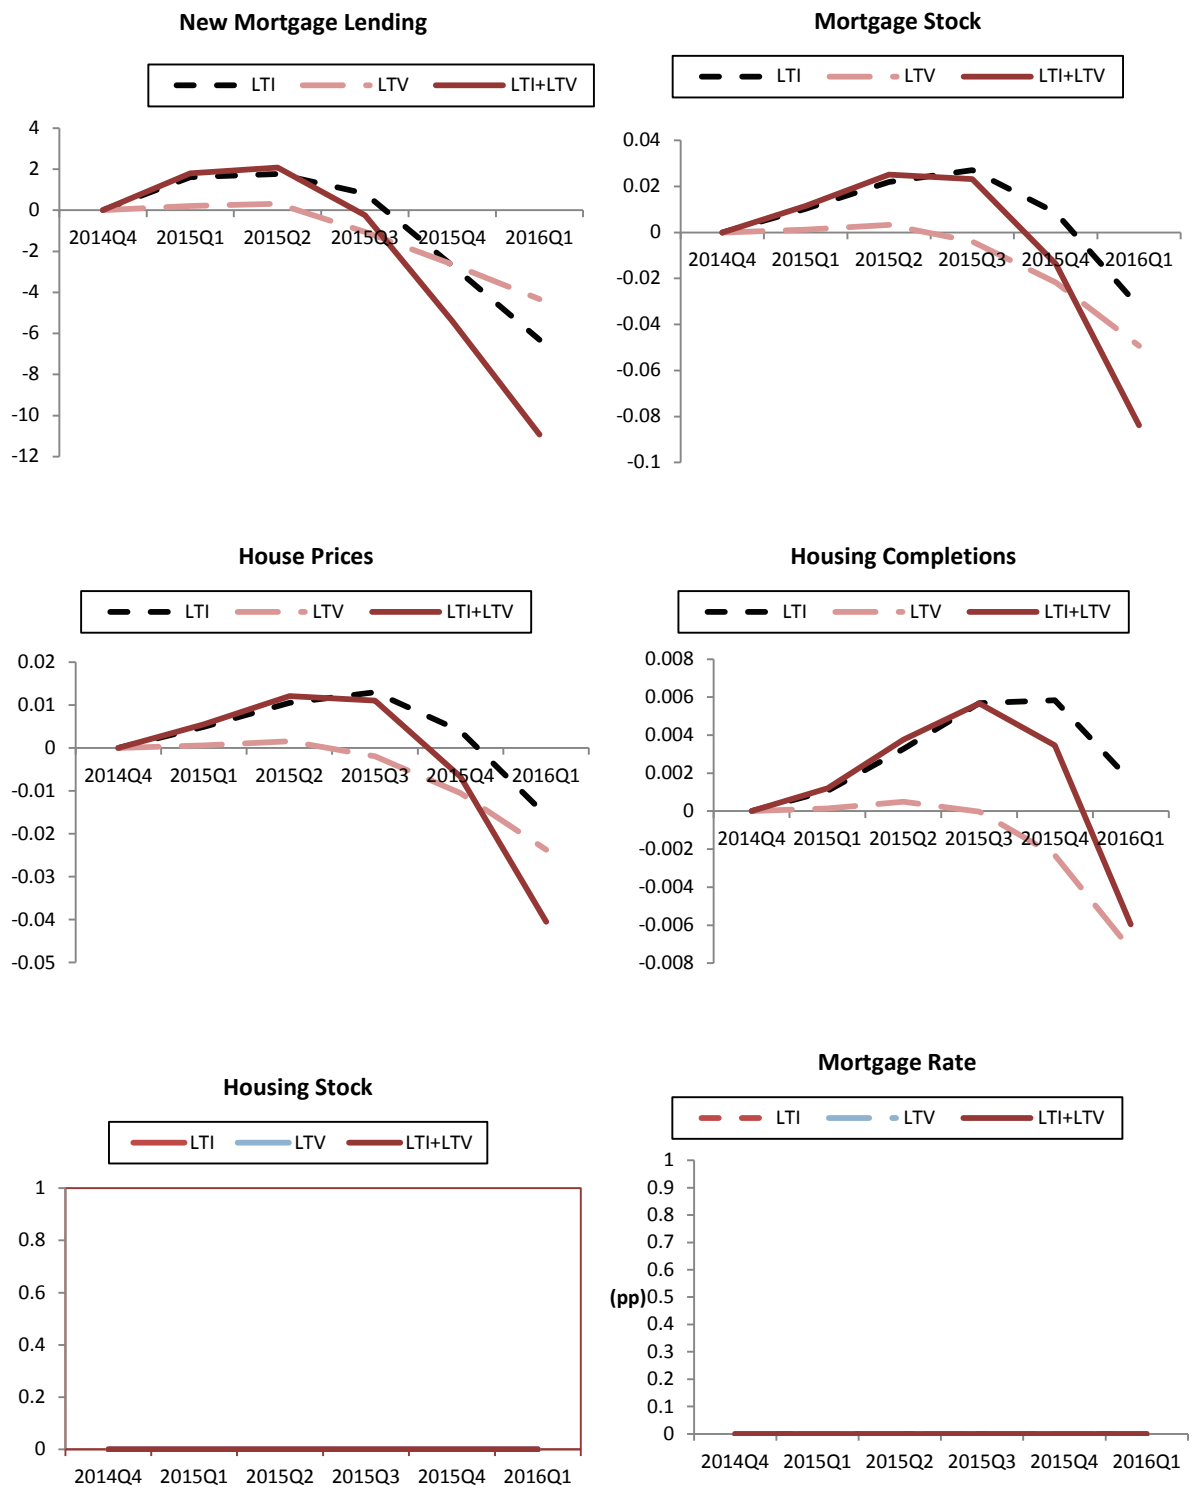 New Mortgage Lending
LTI LTV LTI+LTV
4
2
0
-2
-4
-6
-8
-10
-12
2014Q4 2015Q1 2015Q2 2015Q3 2015Q4 2016Q1
Mortgage Stock
LTI LTV LTI+LTV
0.04
0.02
0
-0.02
-0.04
-0.06
-0.08
-0.1
2014Q4 2015Q1 2015Q2 2015Q3 2015Q4 2016Q1
House Prices
LTI LTV LTI+LTV
0.02
0.01
0
-0.01
-0.02
-0.03
-0.04
-0.05
2014Q4 2015Q1 2015Q2 2015Q3 2015Q4 2016Q1
Housing Completions
LTI LTV LTI+LTV
0.008
0.006
0.004
0.002
0
-0.002
-0.004
-0.006
-0.008
2014Q4 2015Q1 2015Q2 2015Q3 2015Q4 2016Q1
Housing Stock
LTI LTV LTI+LTV
1
0.8
0.6
0.4
0.2
0
2014Q4 2015Q1 2015Q2 2015Q3 2015Q4 2016Q1
Mortgage Rate
LTI LTV LTI+LTV
1
0.9
0.8
0.7
0.6
(pp) 0.5
0.4
0.3
0.2
0.1
0
2014Q4 2015Q1 2015Q2 2015Q3 2015Q4 2016Q1